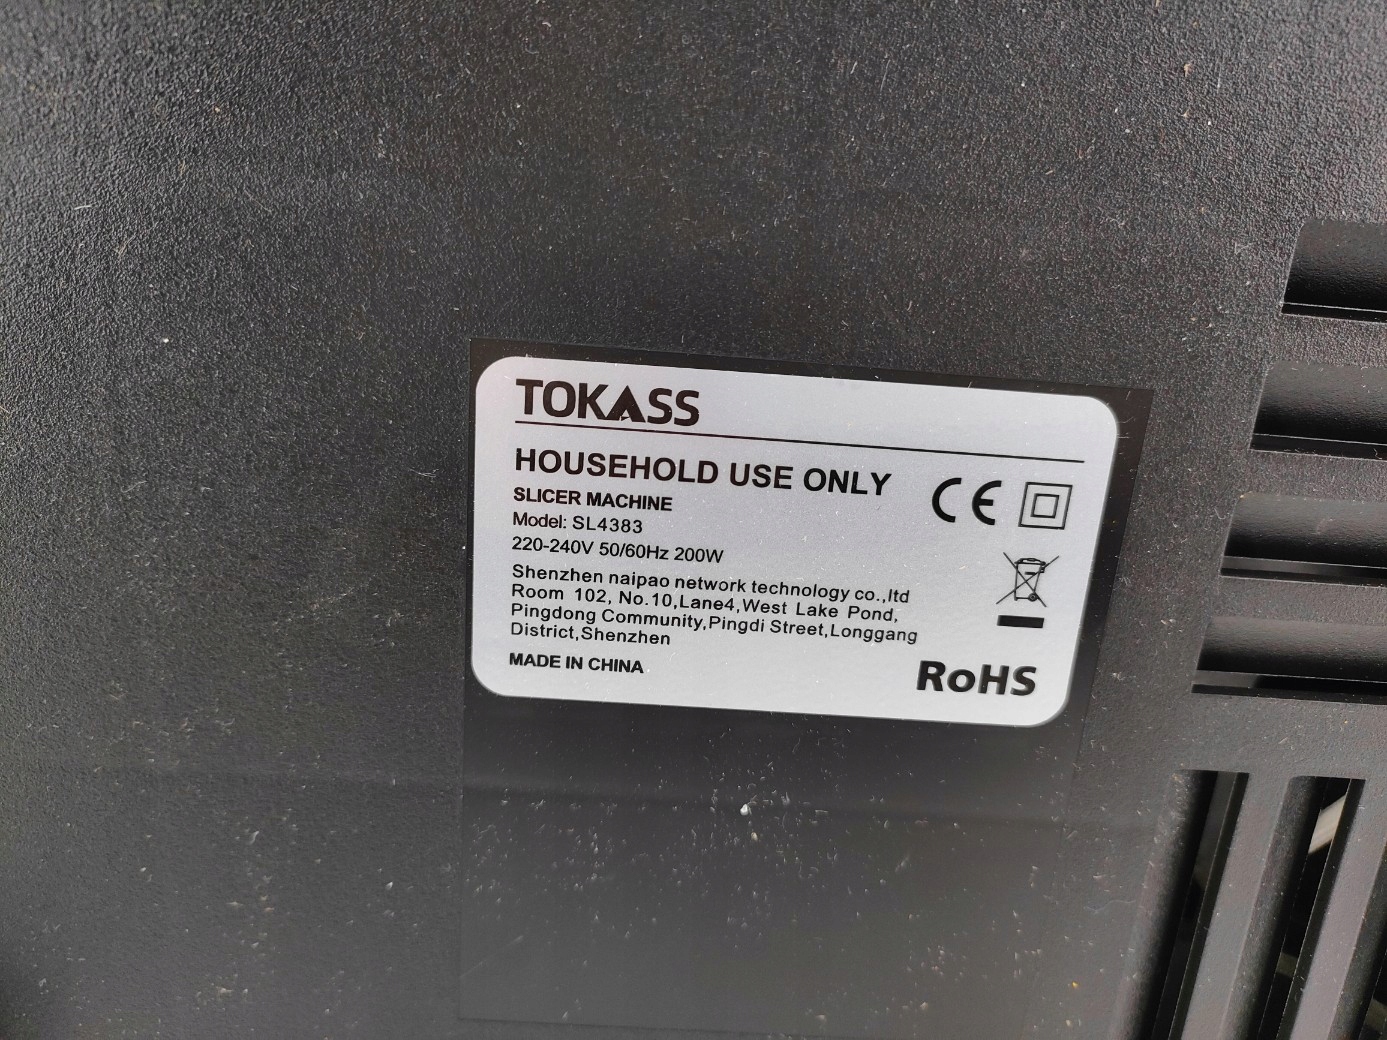 TOKASS
HOUSEHOLD USE ONLY
SLICER MACHINE
Model: SL4383
220-240V 50/60Hz 200W
Shenzhen naipao network technology co.,ltd
Room 102, No.10,Lane4,West Lake Pond,
Pingdong Community,Pingdi Street,Longgang
District,Shenzhen
MADE IN CHINA
CE
RoHS